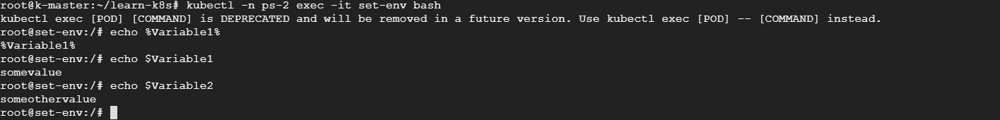 root@k-master:~/learn-k8s# kubectl -n ps-2 exec -it set-env bash
kubectl exec [POD] [COMMAND] is DEPRECATED and will be removed in a future version. Use kubectl exec [POD] -- [COMMAND] instead.
root@set-env:/# echo %Variable1%
%Variable1%
root@set-env:/# echo $Variable1
somevalue
root@set-env:/# echo $Variable2
someothervalue
root@set-env:/#